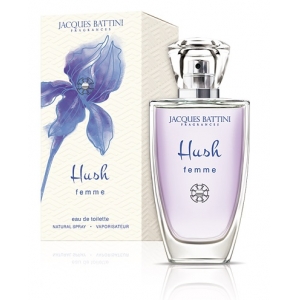 JACQUES BATTINI
FRAGRANCES
Hush
femme
eau de toilette
NATURAL SPRAY • VAPORISATEUR
JACQUES BATTINI
FRAGRANCES
Hush
femme